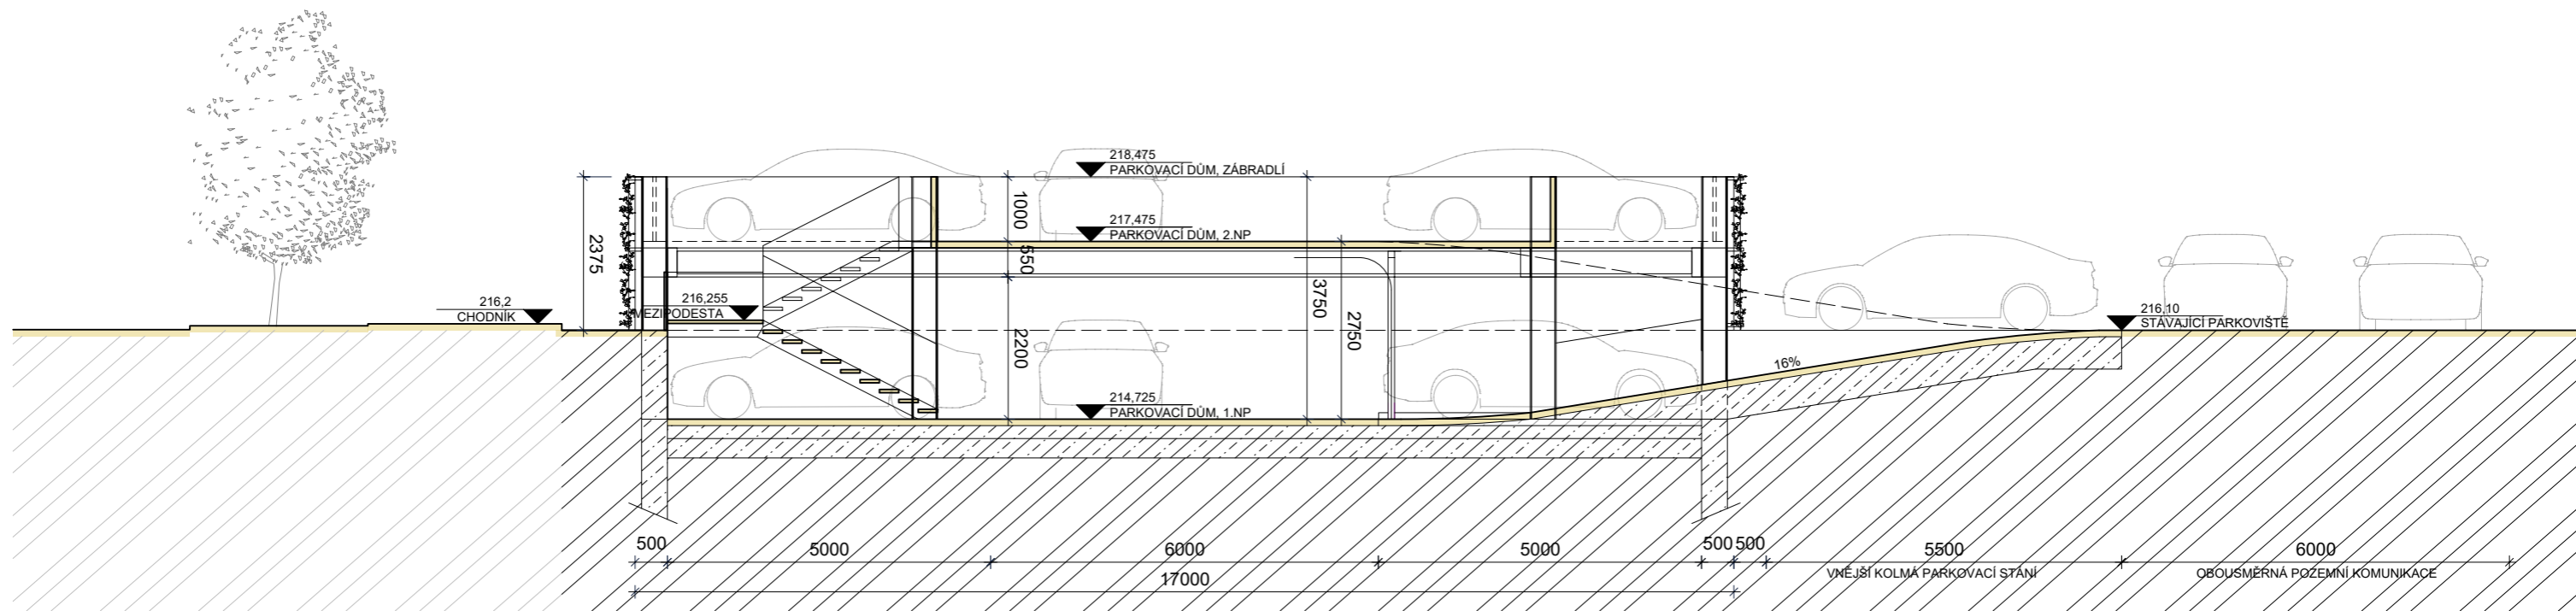 218,475
PARKOVACÍ DŮM, ZÁBRADLÍ
1000
217,475
PARKOVACÍ DŮM, 2.NP
2375
550
216,2
CHODNÍK
216,255
MEZIPODESTA
3750
2750
2200
216,10
STÁVAJÍCÍ PARKOVIŠTĚ
16%
214,725
PARKOVACÍ DŮM, 1.NP
500 5000 6000 5000 500 500 5500 6000
VNĚJŠÍ KOLMÁ PARKOVACÍ STÁNÍ
OBOUSMĚRNÁ POZEMNÍ KOMUNIKACE
17000